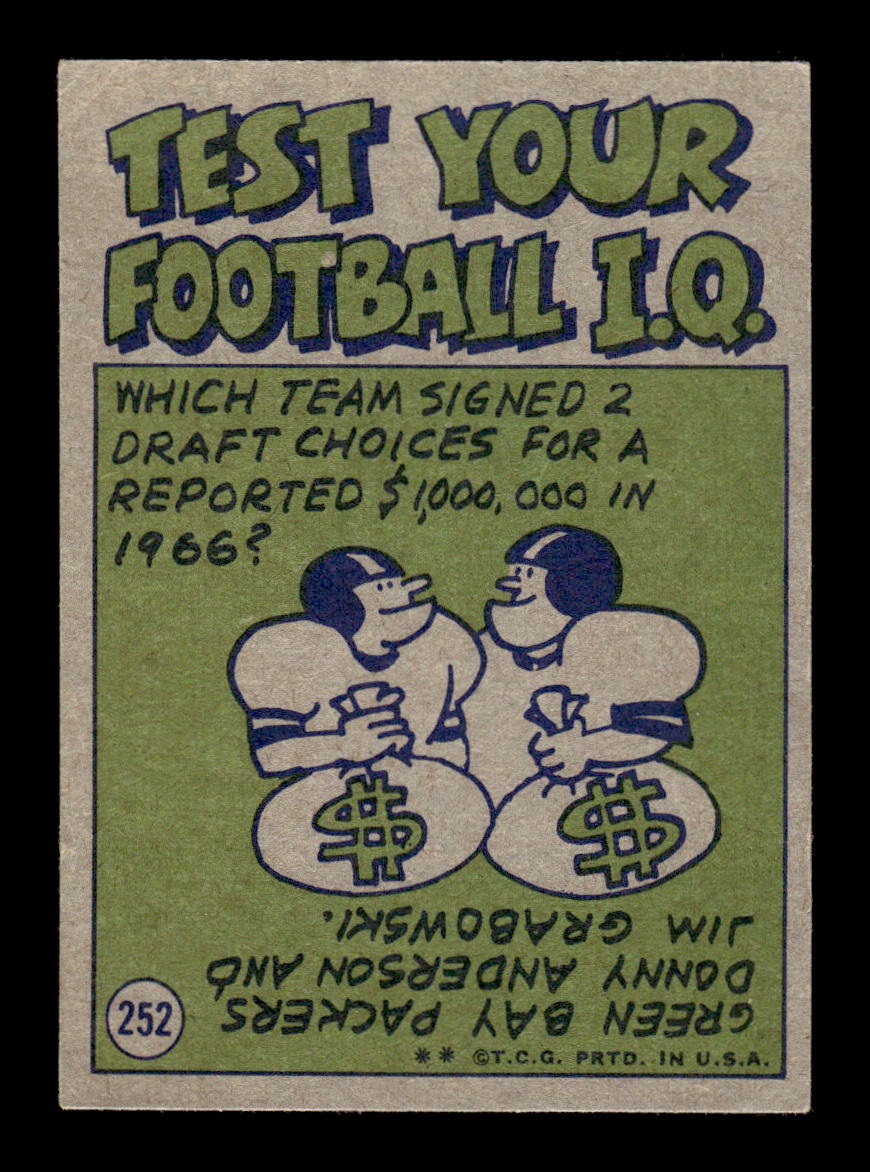 TEST YOUR
FOOTBALL I.Q.
WHICH TEAM SIGNED 2
DRAFT CHOICES FOR A
REPORTED $1,000,000 IN
1966?
$ $
GREEN BAY PACKERS
DONNY ANDERSON AND
JIM GRABOWSKI.
252
** ©T.C.G. PRTD. IN U.S.A.